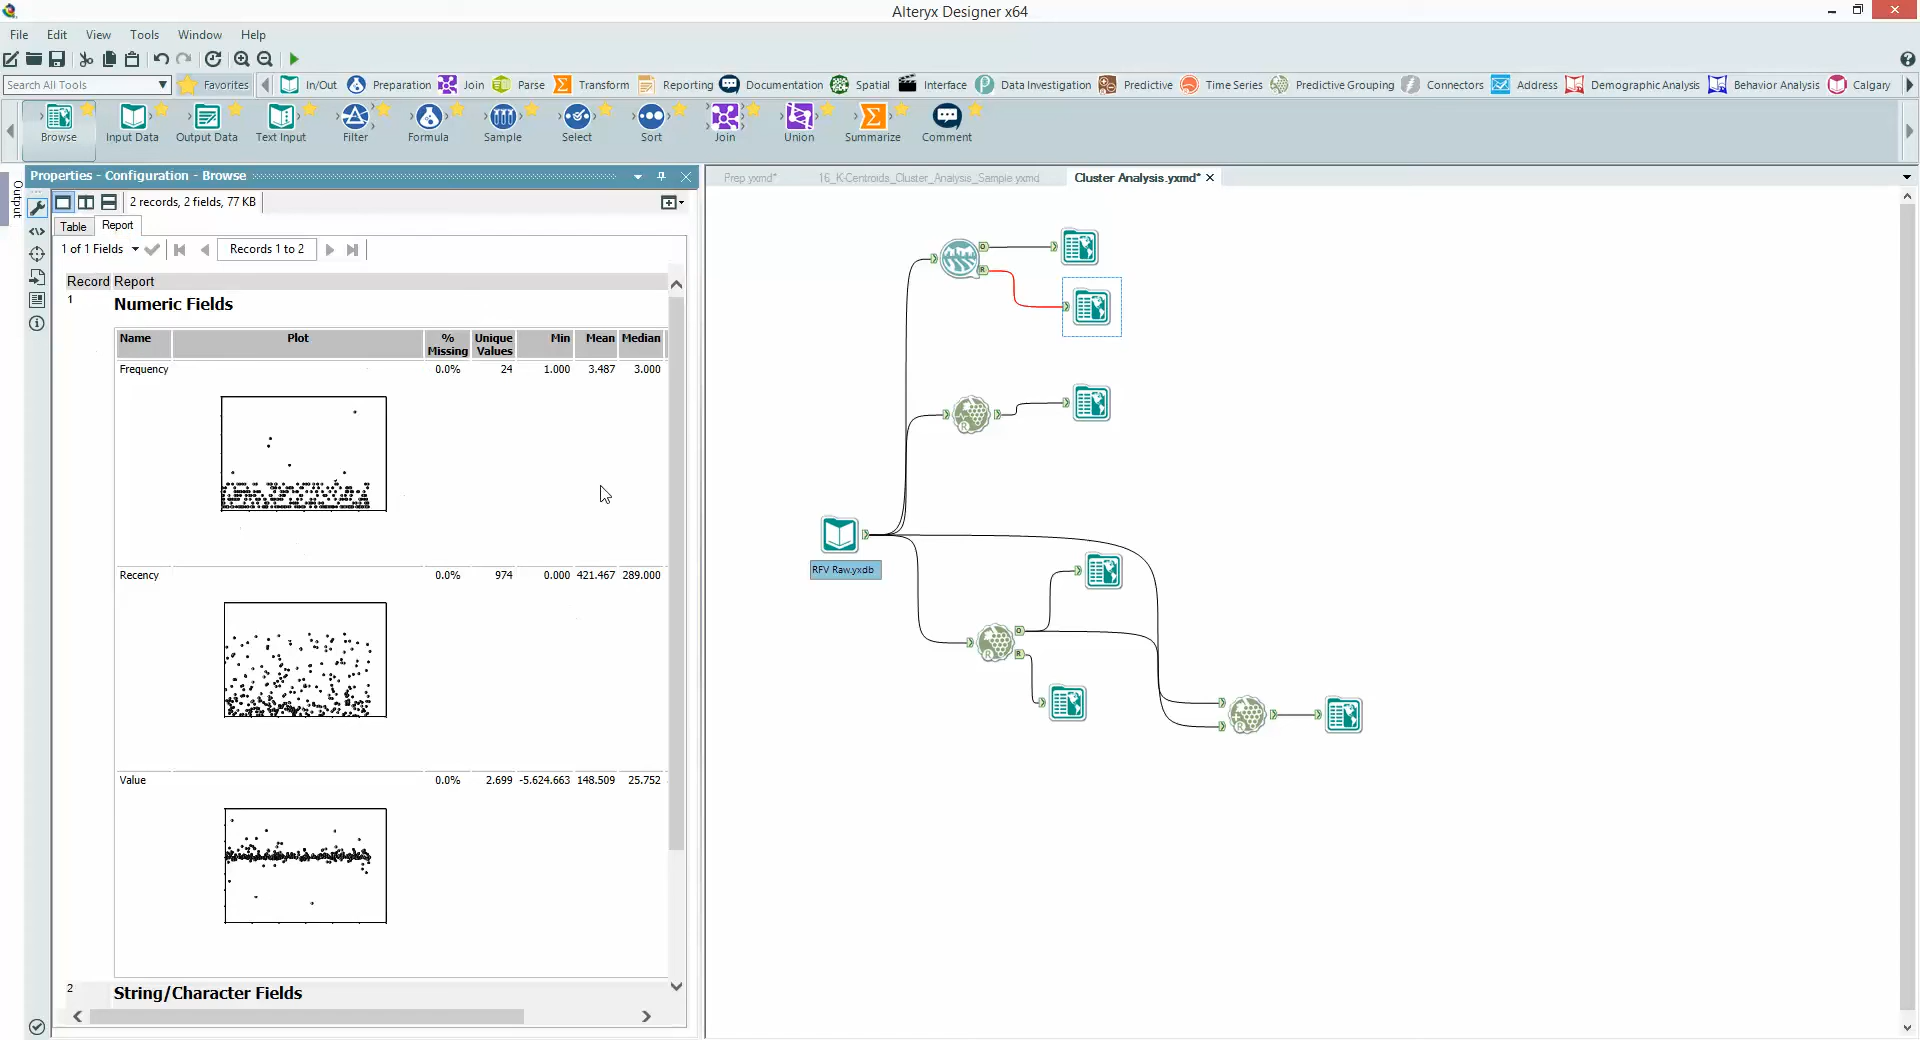 Alteryx Designer x64
File Edit View Tools Window Help
Search All Tools Favorites In/Out Preparation Join Parse Transform Reporting Documentation Spatial Interface Data Investigation Predictive Time Series Predictive Grouping Connectors Address Demographic Analysis Behavior Analysis Calgary
Browse Input Data Output Data Text Input Filter Formula Sample Select Sort Join Union Summarize Comment
Output
Properties - Configuration - Browse
Prep.yxmd* 16_K-Centroids_Cluster_Analysis_Sample.yxmd Cluster Analysis.yxmd*
2 records, 2 fields, 77 KB
Table Report
1 of 1 Fields Records 1 to 2
Record Report
1 Numeric Fields
Name Plot % Missing Unique Values Min Mean Median
Frequency 0.0% 24 1.000 3.487 3.000
Recency 0.0% 974 0.000 421.467 289.000
Value 0.0% 2.699 -5.624.663 148.509 25.752
2 String/Character Fields
O
R
R
RFV Raw.yxdb
O
R
R